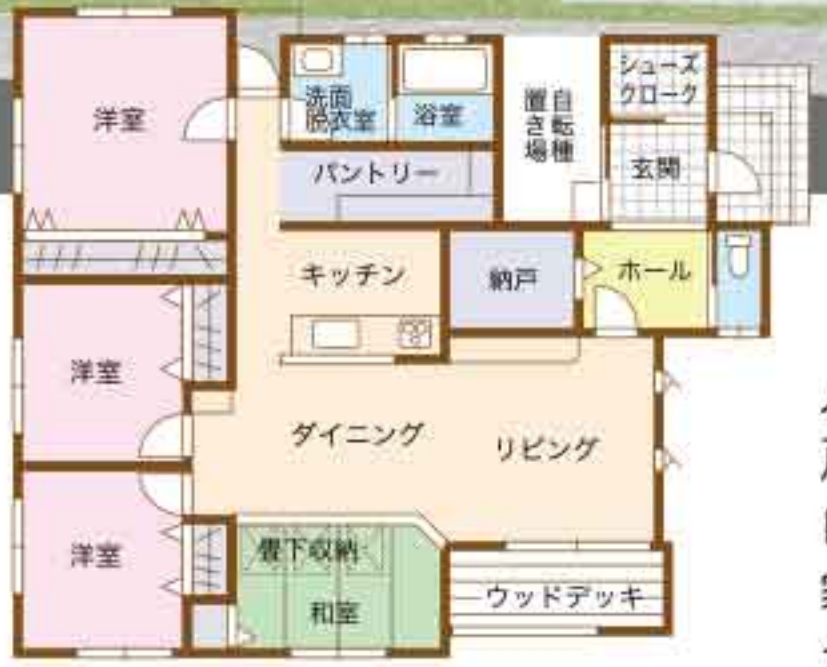 洋室
洗面
脱衣室
浴室
自転種
置き場
シューズ
クローク
パントリー
玄関
キッチン
納戸
ホール
洋室
ダイニング
リビング
洋室
畳下収納
和室
ウッドデッキ